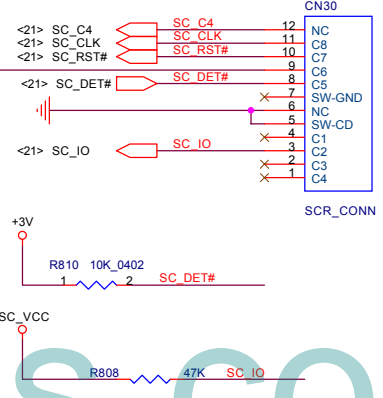 CN30
<21> SC_C4 SC_C4 12 NC
<21> SC_CLK SC_CLK 11 C8
<21> SC_RST# SC_RST# 10 C7
9 C6
<21> SC_DET# SC_DET# 8 C5
7 SW-GND
6 NC
5 SW-CD
4 C1
<21> SC_IO SC_IO 3 C2
2 C3
1 C4
SCR_CONN
+3V
R810 10K_0402
1 2 SC_DET#
SC_VCC
R808 47K SC_IO
S.CO